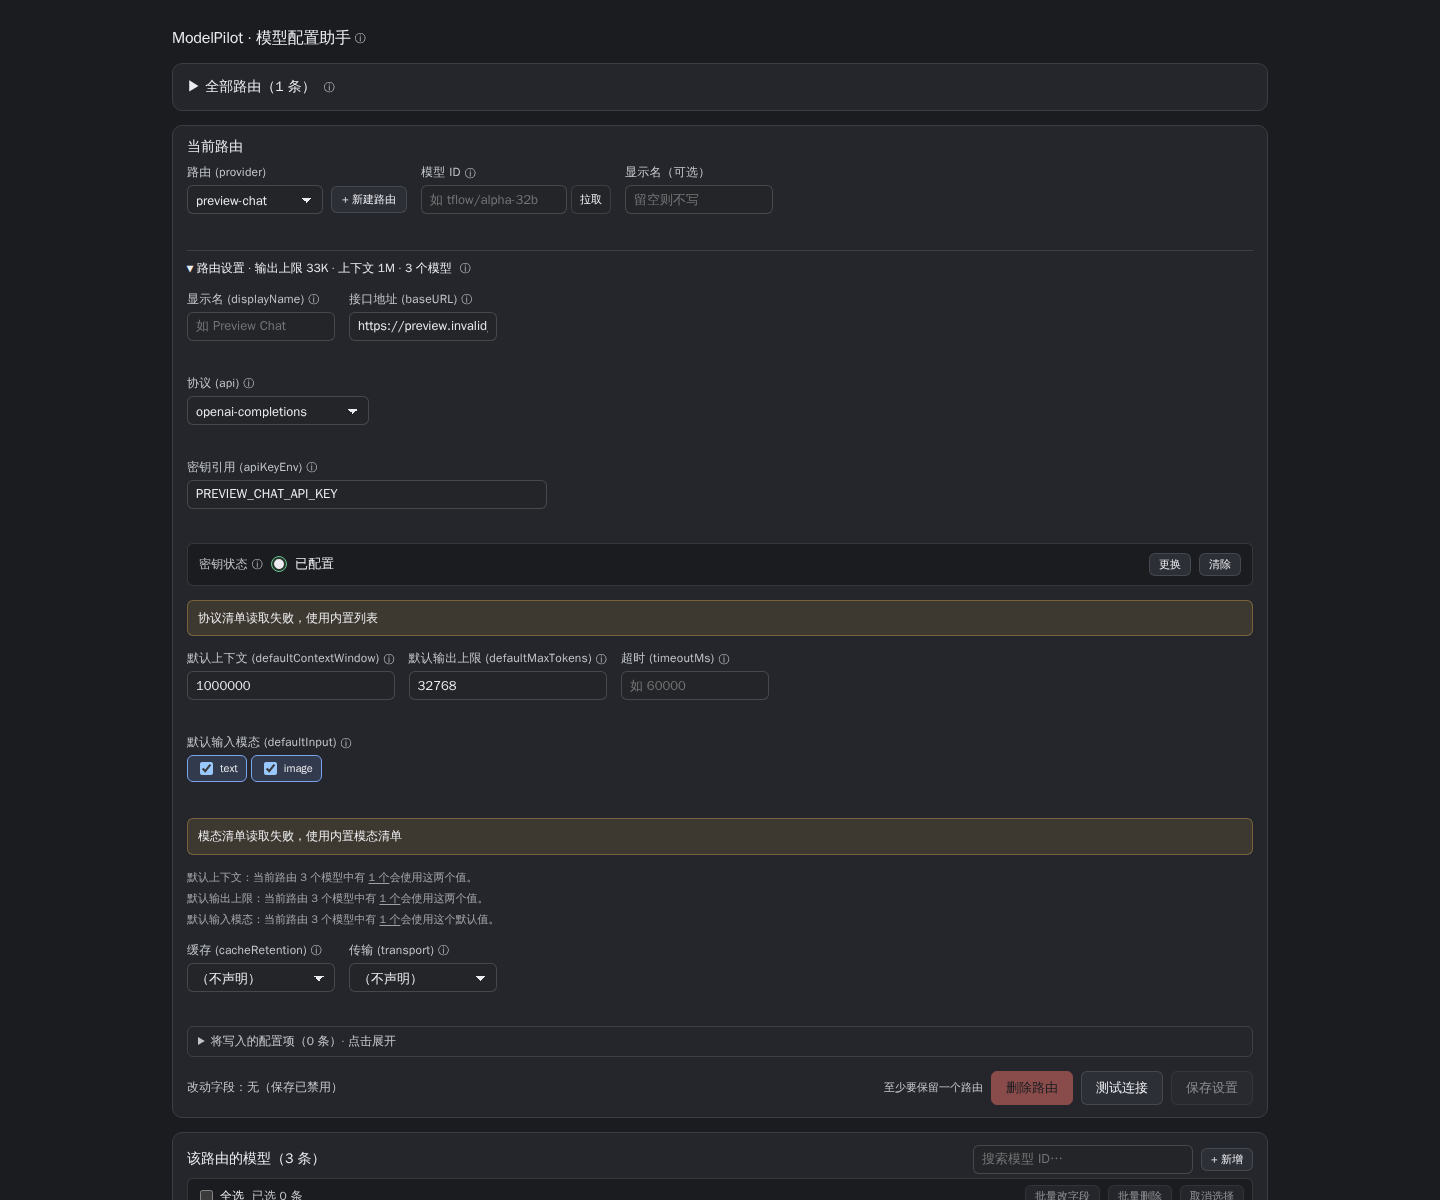 ModelPilot · 模型配置助手 ⓘ
▶ 全部路由（1 条） ⓘ
当前路由
路由 (provider) 模型 ID ⓘ 显示名（可选）
preview-chat + 新建路由 如 tflow/alpha-32b 拉取 留空则不写
▼ 路由设置 · 输出上限 33K · 上下文 1M · 3 个模型 ⓘ
显示名 (displayName) ⓘ 接口地址 (baseURL) ⓘ
如 Preview Chat https://preview.invalid
协议 (api) ⓘ
openai-completions
密钥引用 (apiKeyEnv) ⓘ
PREVIEW_CHAT_API_KEY
密钥状态 ⓘ 已配置 更换 清除
协议清单读取失败，使用内置列表
默认上下文 (defaultContextWindow) ⓘ 默认输出上限 (defaultMaxTokens) ⓘ 超时 (timeoutMs) ⓘ
1000000 32768 如 60000
默认输入模态 (defaultInput) ⓘ
text image
模态清单读取失败，使用内置模态清单
默认上下文：当前路由 3 个模型中有 1 个会使用这两个值。
默认输出上限：当前路由 3 个模型中有 1 个会使用这两个值。
默认输入模态：当前路由 3 个模型中有 1 个会使用这个默认值。
缓存 (cacheRetention) ⓘ 传输 (transport) ⓘ
（不声明） （不声明）
▶ 将写入的配置项（0 条）· 点击展开
改动字段：无（保存已禁用） 至少要保留一个路由 删除路由 测试连接 保存设置
该路由的模型（3 条） 搜索模型 ID… + 新增
全选 已选 0 条 批量改字段 批量删除 取消选择